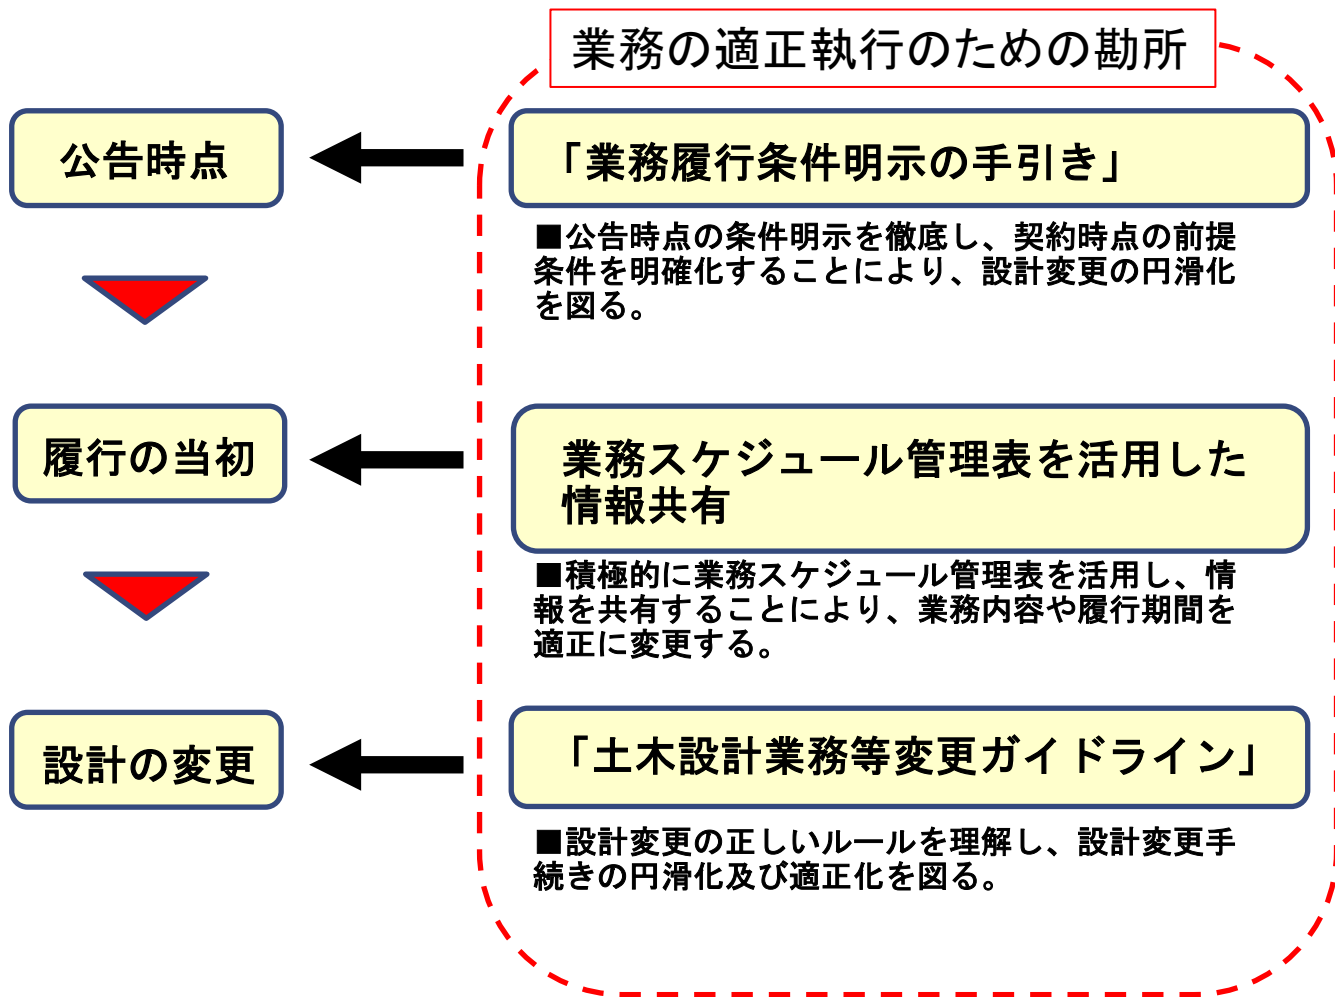 業務の適正執行のための勘所
公告時点
「業務履行条件明示の手引き」
■公告時点の条件明示を徹底し、契約時点の前提
条件を明確化することにより、設計変更の円滑化
を図る。
履行の当初
業務スケジュール管理表を活用した
情報共有
■積極的に業務スケジュール管理表を活用し、情
報を共有することにより、業務内容や履行期間を
適正に変更する。
設計の変更
「土木設計業務等変更ガイドライン」
■設計変更の正しいルールを理解し、設計変更手
続きの円滑化及び適正化を図る。